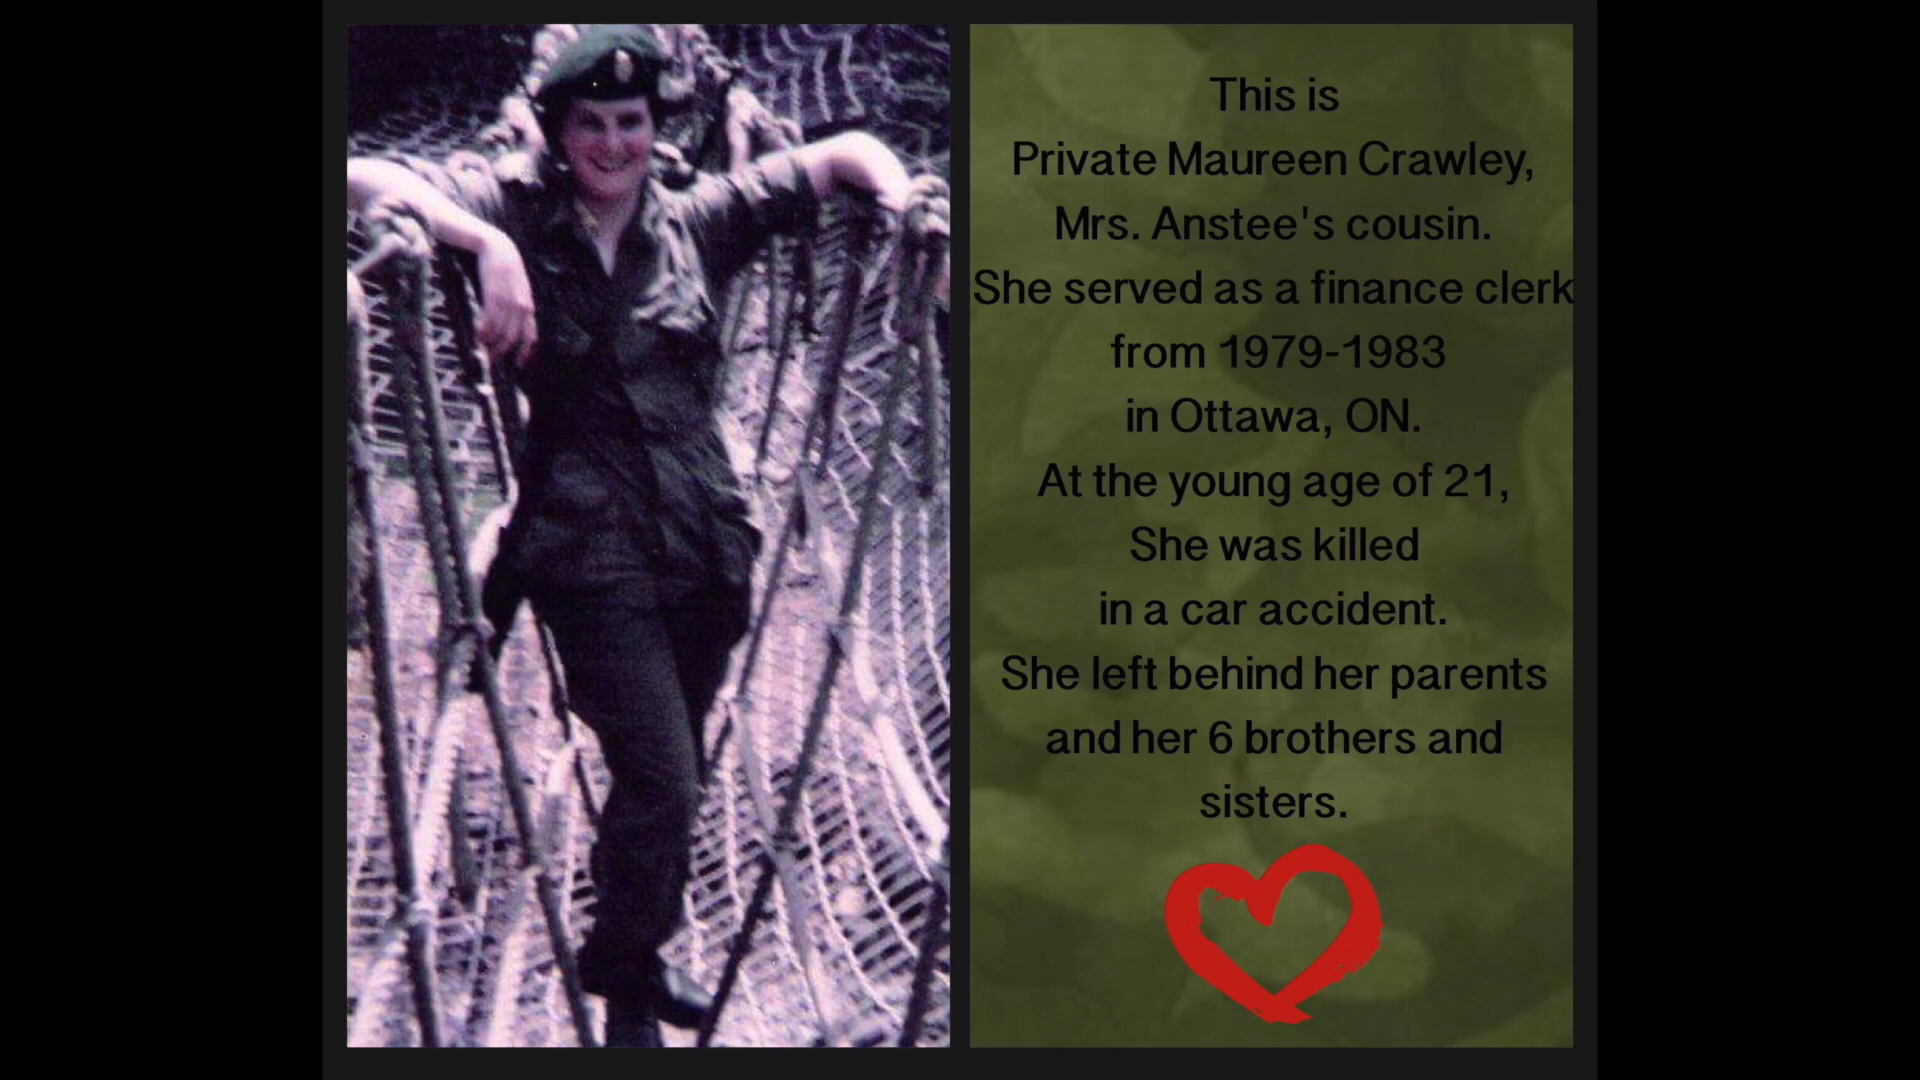 This is
Private Maureen Crawley,
Mrs. Anstee's cousin.
She served as a finance clerk
from 1979-1983
in Ottawa, ON.
At the young age of 21,
She was killed
in a car accident.
She left behind her parents
and her 6 brothers and
sisters.